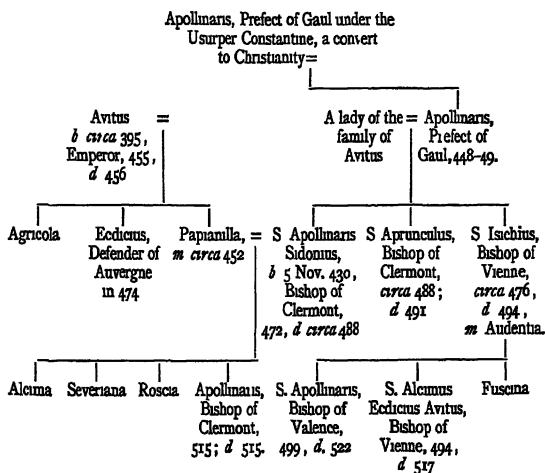 Apollinaris, Prefect of Gaul under the
Usurper Constantine, a convert
to Christianity=
Avitus =
b circa 395,
Emperor, 455,
d 456
A lady of the
family of
Avitus
= Apollinaris,
Prefect of
Gaul, 448-49.
Agricola
Ecdicius,
Defender of
Auvergne
in 474
Papianilla, =
m circa 452
S Apollinaris
Sidonius,
b 5 Nov. 430,
Bishop of
Clermont,
472, d circa 488
S Aprunculus,
Bishop of
Clermont,
circa 488;
d 491
S Isichius,
Bishop of
Vienne,
circa 476,
d 494,
m Audentia.
Alcima
Severiana
Roscia
Apollinaris,
Bishop of
Clermont,
515; d 515.
S. Apollinaris,
Bishop of
Valence,
499, d. 522
S. Alcimus
Ecdicius Avitus,
Bishop of
Vienne, 494,
d 517
Fuscina